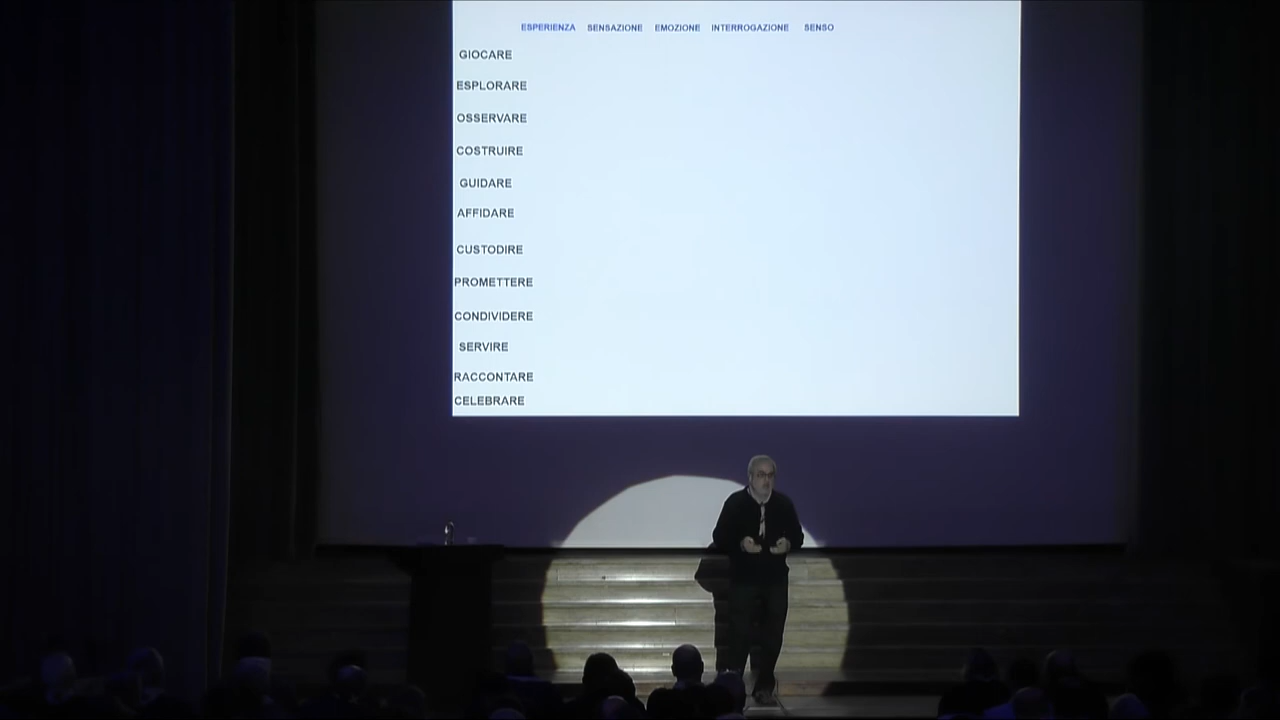 ESPERIENZA SENSAZIONE EMOZIONE INTERROGAZIONE SENSO
GIOCARE
ESPLORARE
OSSERVARE
COSTRUIRE
GUIDARE
AFFIDARE
CUSTODIRE
PROMETTERE
CONDIVIDERE
SERVIRE
RACCONTARE
CELEBRARE